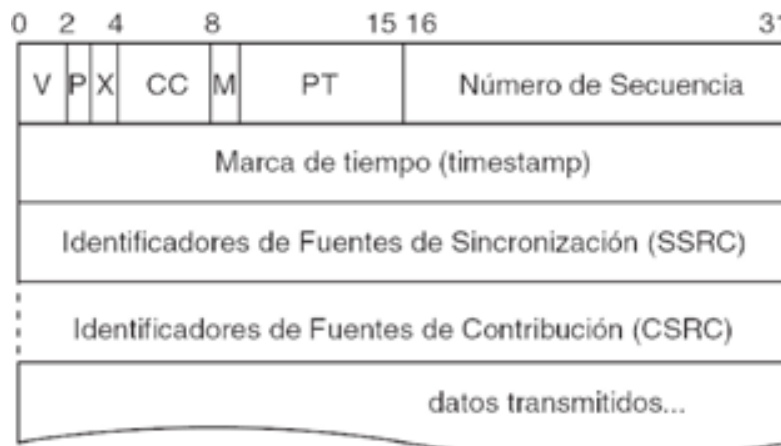 0 2 4 8 15 16 31
V P X CC M PT Número de Secuencia
Marca de tiempo (timestamp)
Identificadores de Fuentes de Sincronización (SSRC)
Identificadores de Fuentes de Contribución (CSRC)
datos transmitidos...